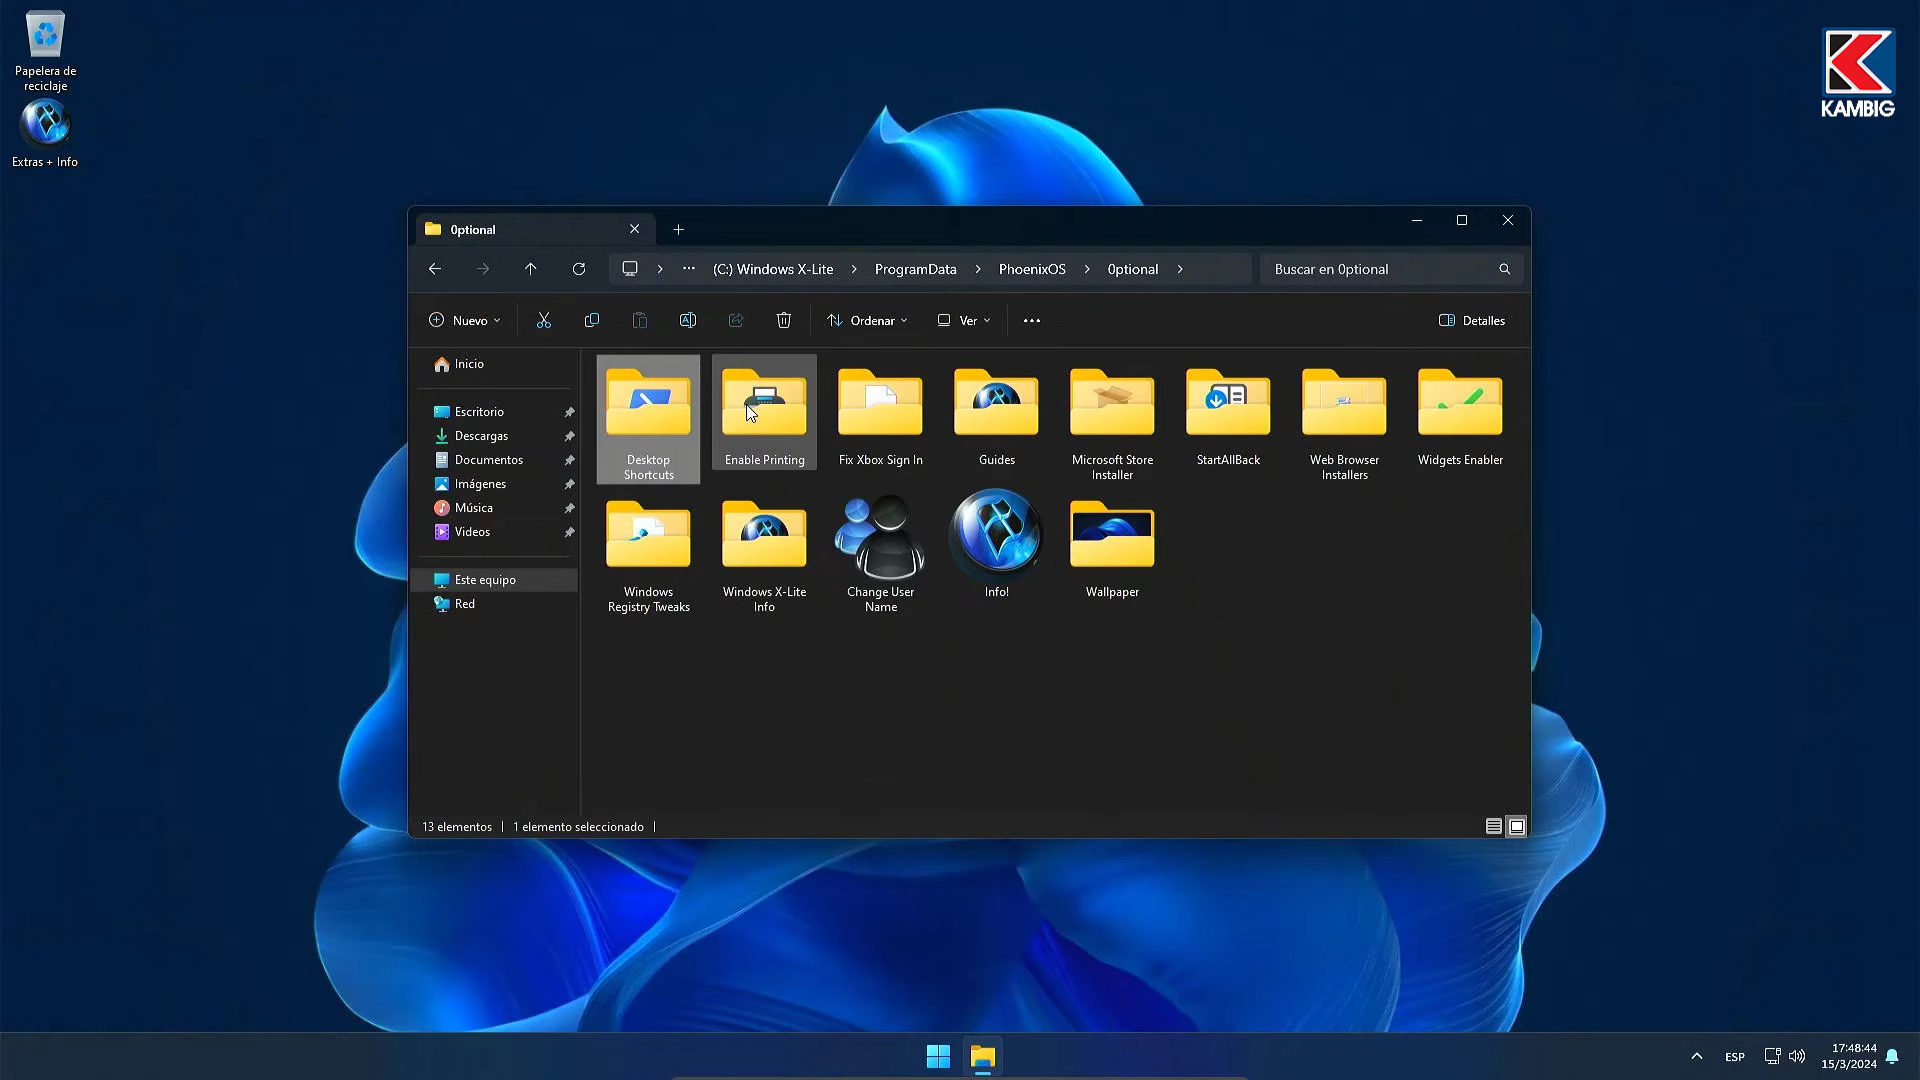 Papelera de
reciclaje
Extras + Info
KAMBIG
0ptional
(C:) Windows X-Lite
ProgramData
PhoenixOS
0ptional
Buscar en 0ptional
Nuevo
Ordenar
Ver
Detalles
Inicio
Escritorio
Descargas
Documentos
Imágenes
Música
Videos
Este equipo
Red
Desktop
Shortcuts
Enable Printing
Fix Xbox Sign In
Guides
Microsoft Store
Installer
StartAllBack
Web Browser
Installers
Widgets Enabler
Windows
Registry Tweaks
Windows X-Lite
Info
Change User
Name
Info!
Wallpaper
13 elementos
1 elemento seleccionado
ESP
17:48:44
15/3/2024